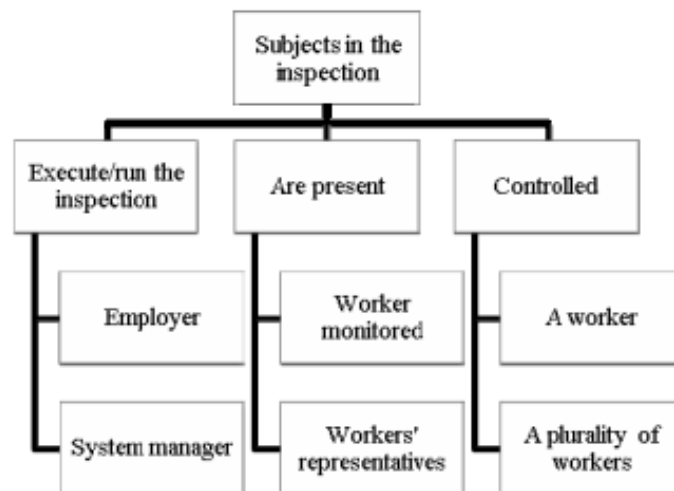 Subjects in the
inspection
Execute/run the
inspection
Are present
Controlled
Employer
Worker
monitored
A worker
System manager
Workers'
representatives
A plurality of
workers